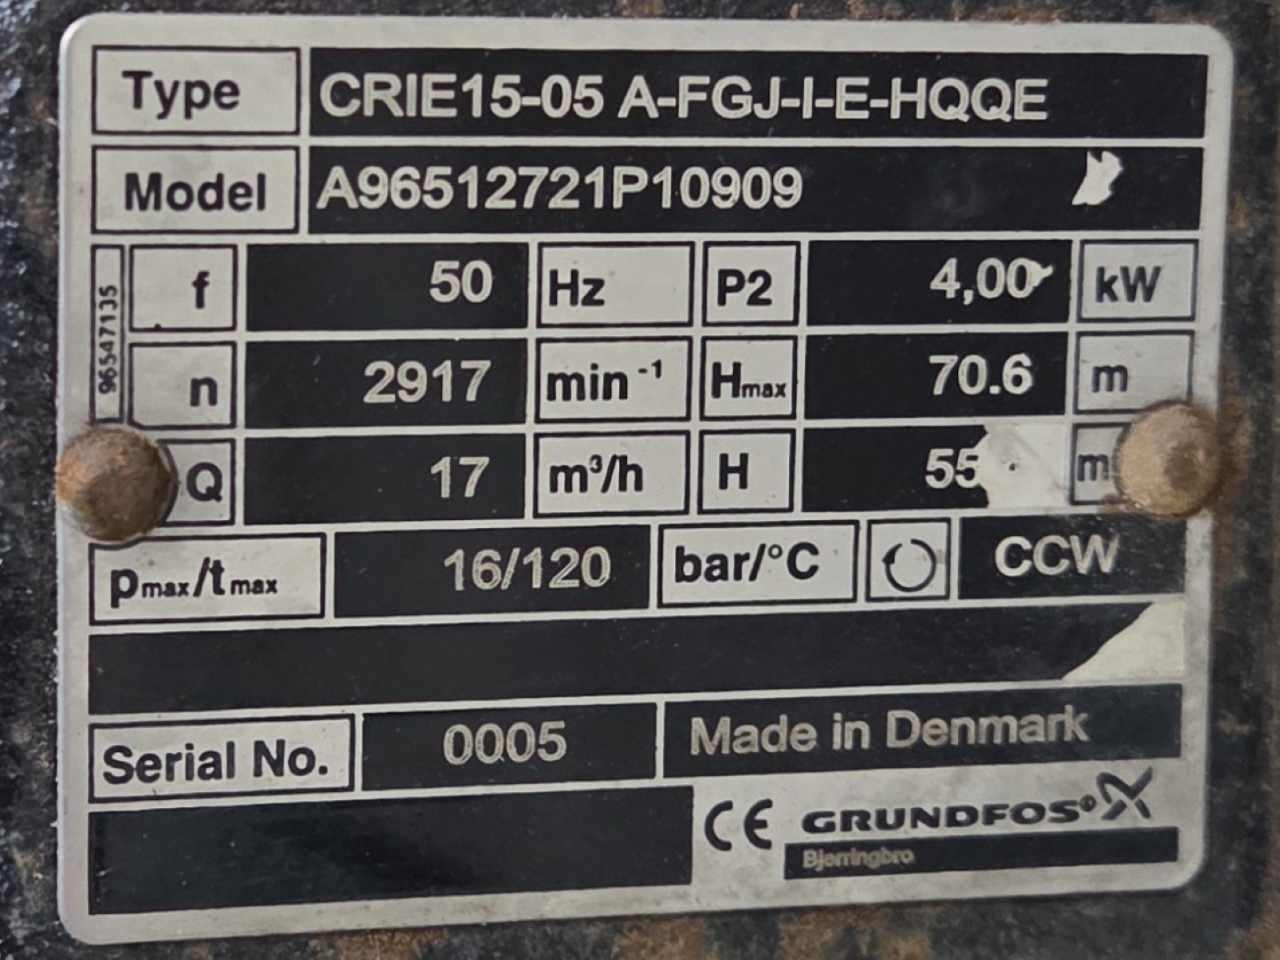 Type CRIE15-05 A-FGJ-I-E-HQQE
Model A96512721P10909
96547135
f 50 Hz P2 4,00 kW
n 2917 min⁻¹ Hmax 70.6 m
Q 17 m³/h H 55 m
pmax/tmax 16/120 bar/°C CCW
Serial No. 0005 Made in Denmark
CE GRUNDFOS®
Bjerringbro